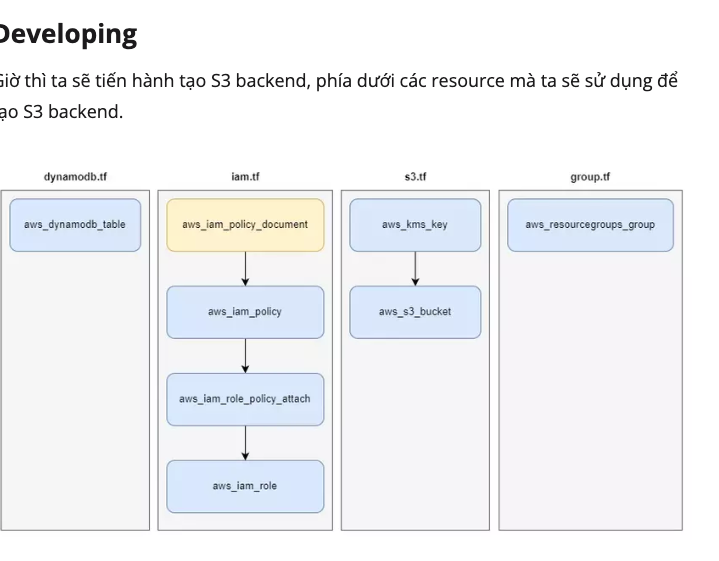 Developing
Giờ thì ta sẽ tiến hành tạo S3 backend, phía dưới các resource mà ta sẽ sử dụng để
tạo S3 backend.
dynamodb.tf
iam.tf
s3.tf
group.tf
aws_dynamodb_table
aws_iam_policy_document
aws_kms_key
aws_resourcegroups_group
aws_iam_policy
aws_s3_bucket
aws_iam_role_policy_attach
aws_iam_role